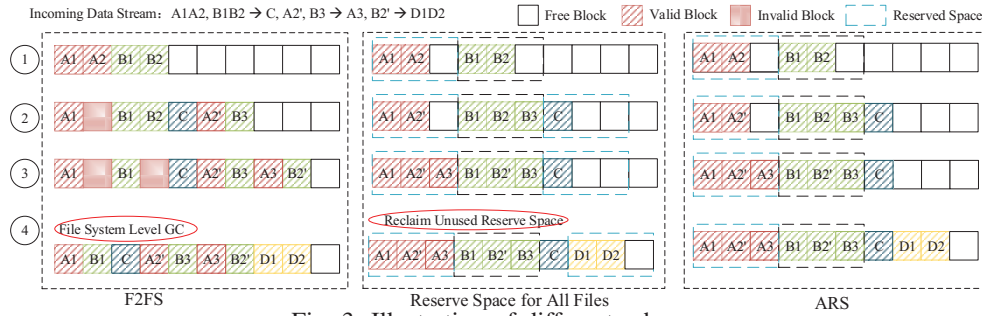 Incoming Data Stream: A1A2, B1B2 → C, A2', B3 → A3, B2' → D1D2
Free Block Valid Block Invalid Block Reserved Space
1 A1 A2 B1 B2 A1 A2 B1 B2 A1 A2 B1 B2
2 A1 B1 B2 C A2' B3 A1 A2' B1 B2 B3 C A1 A2' B1 B2 B3 C
3 A1 B1 C A2' B3 A3 B2' A1 A2' A3 B1 B2' B3 C A1 A2' A3 B1 B2' B3 C
4 File System Level GC Reclaim Unused Reserve Space
A1 B1 C A2' B3 A3 B2' D1 D2 A1 A2' A3 B1 B2' B3 C D1 D2 A1 A2' A3 B1 B2' B3 C D1 D2
F2FS Reserve Space for All Files ARS